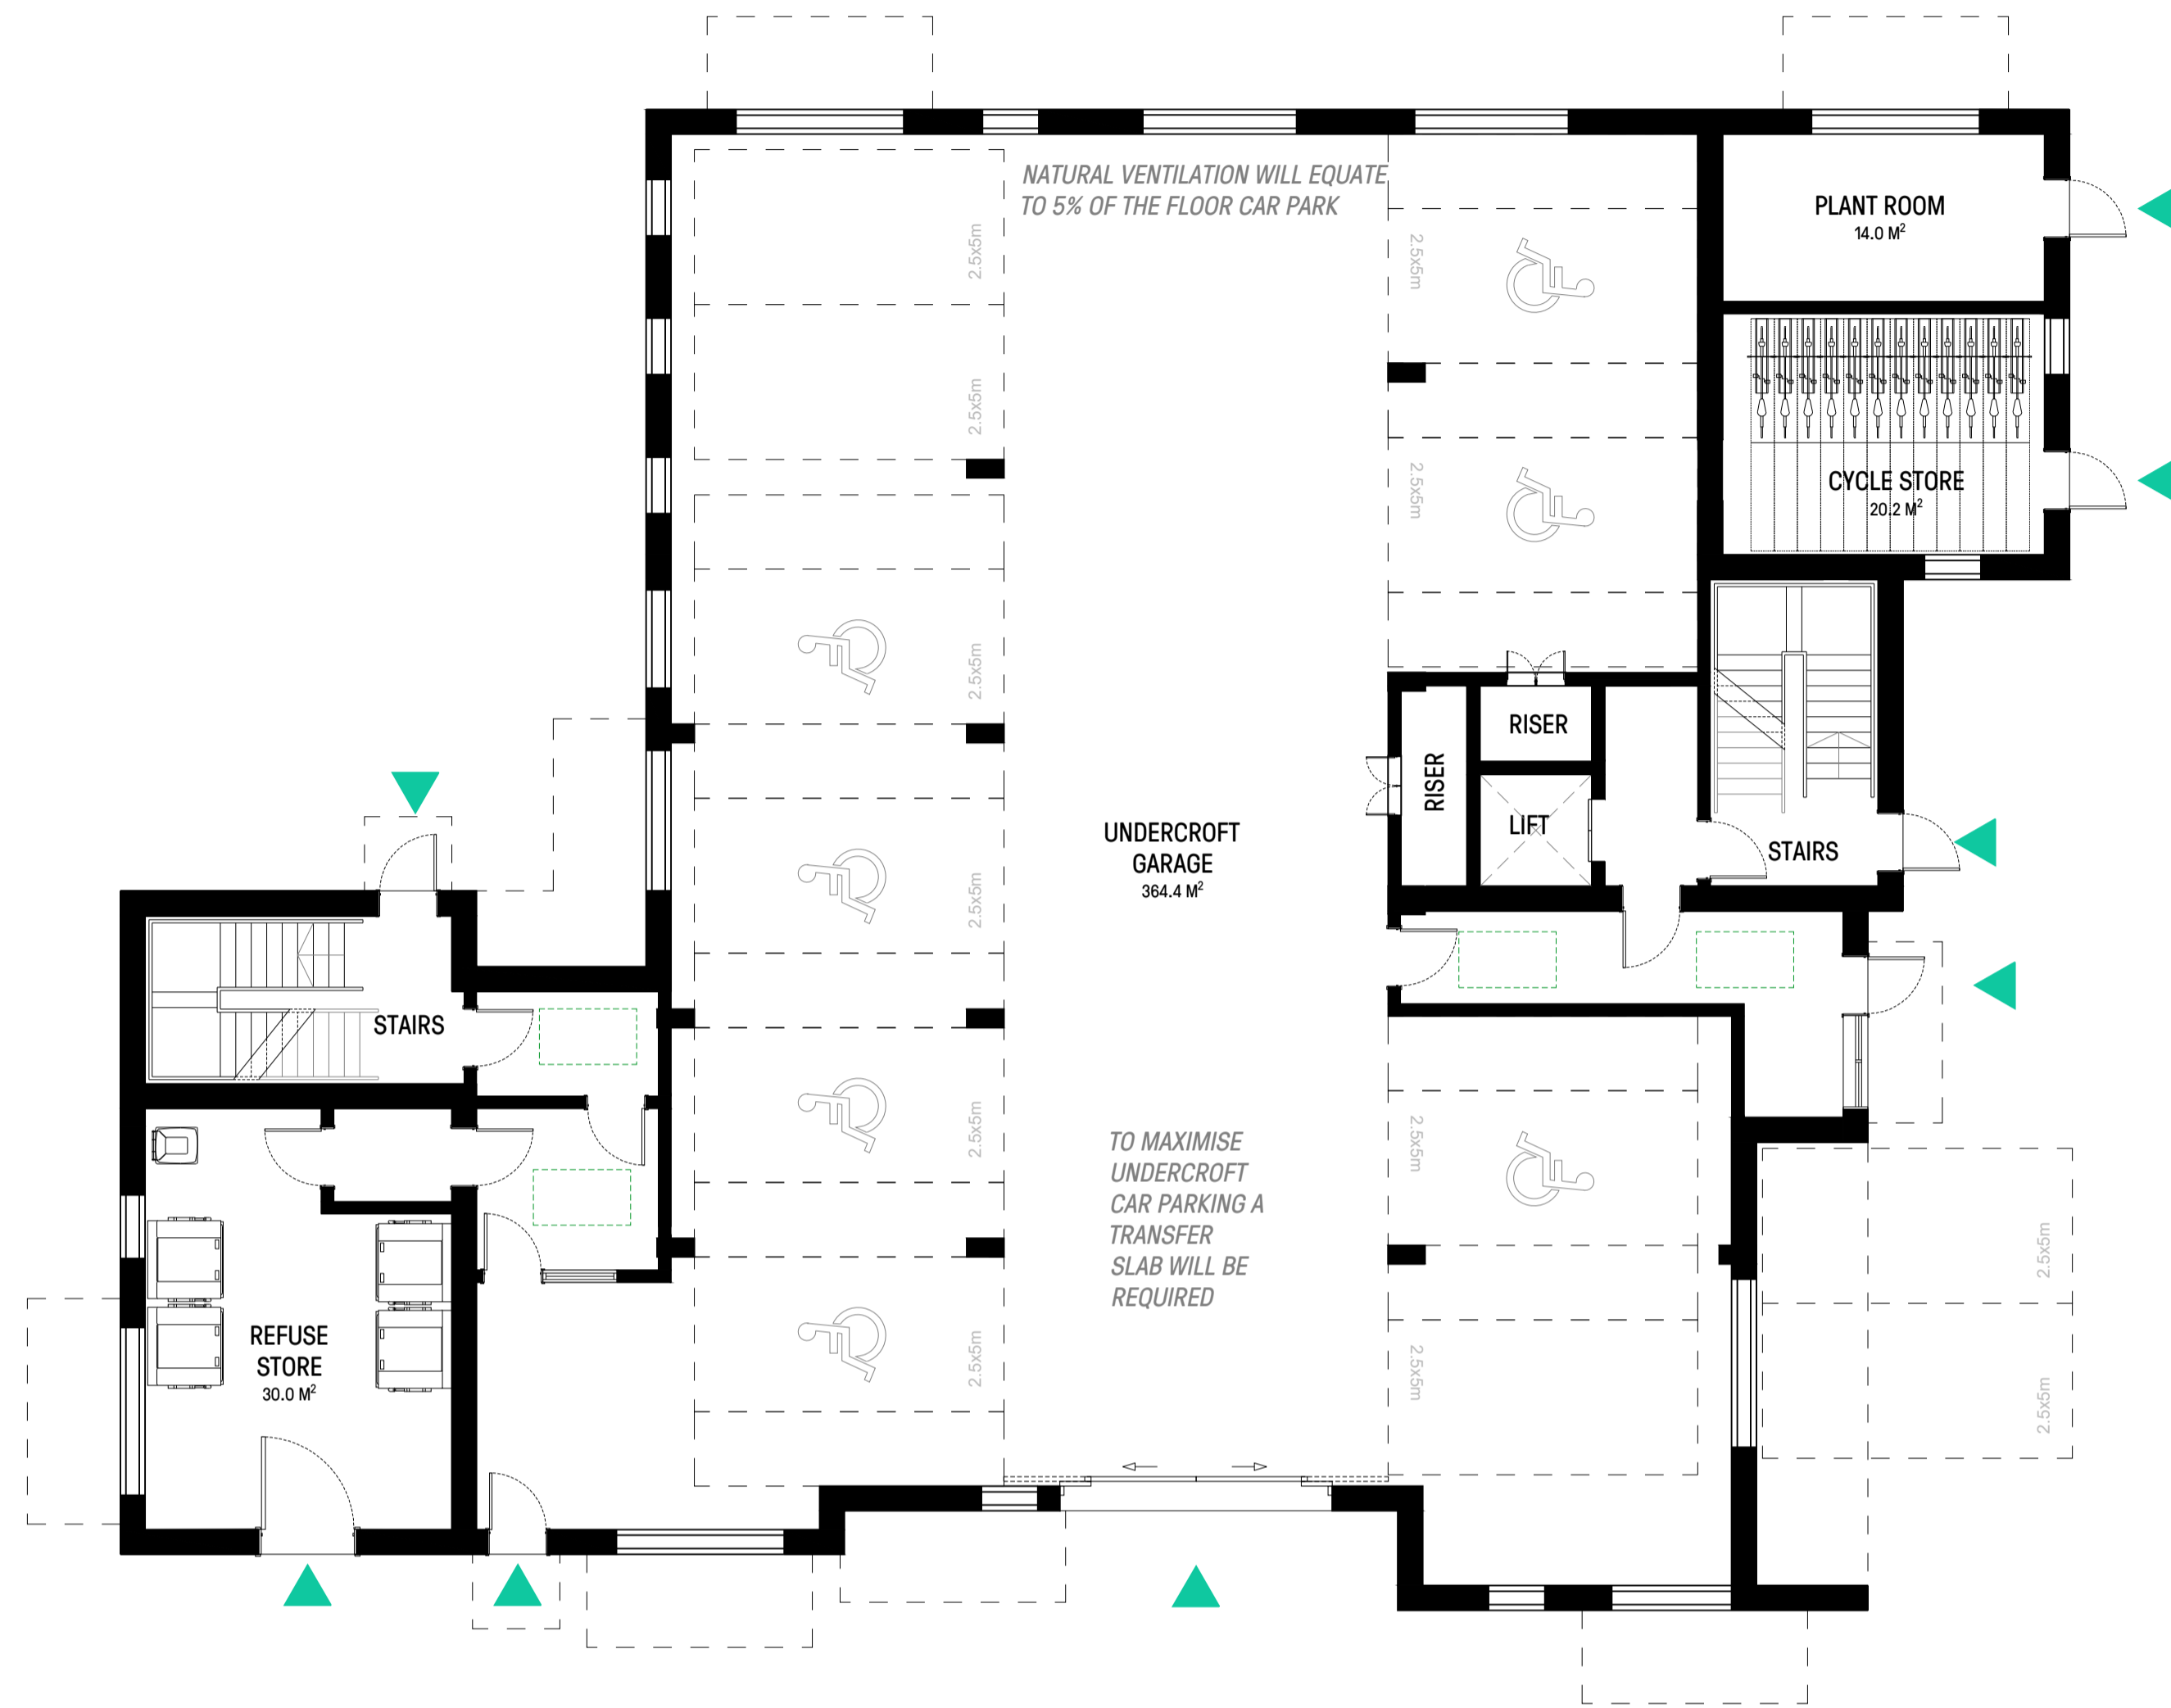 NATURAL VENTILATION WILL EQUATE
TO 5% OF THE FLOOR CAR PARK
PLANT ROOM
14.0 M²
2.5x5m
2.5x5m
2.5x5m
2.5x5m
CYCLE STORE
20.2 M²
2.5x5m
RISER
RISER
LIFT
STAIRS
UNDERCROFT
GARAGE
364.4 M²
2.5x5m
STAIRS
2.5x5m
2.5x5m
TO MAXIMISE
UNDERCROFT
CAR PARKING A
TRANSFER
SLAB WILL BE
REQUIRED
2.5x5m
REFUSE
STORE
30.0 M²
2.5x5m
2.5x5m
2.5x5m